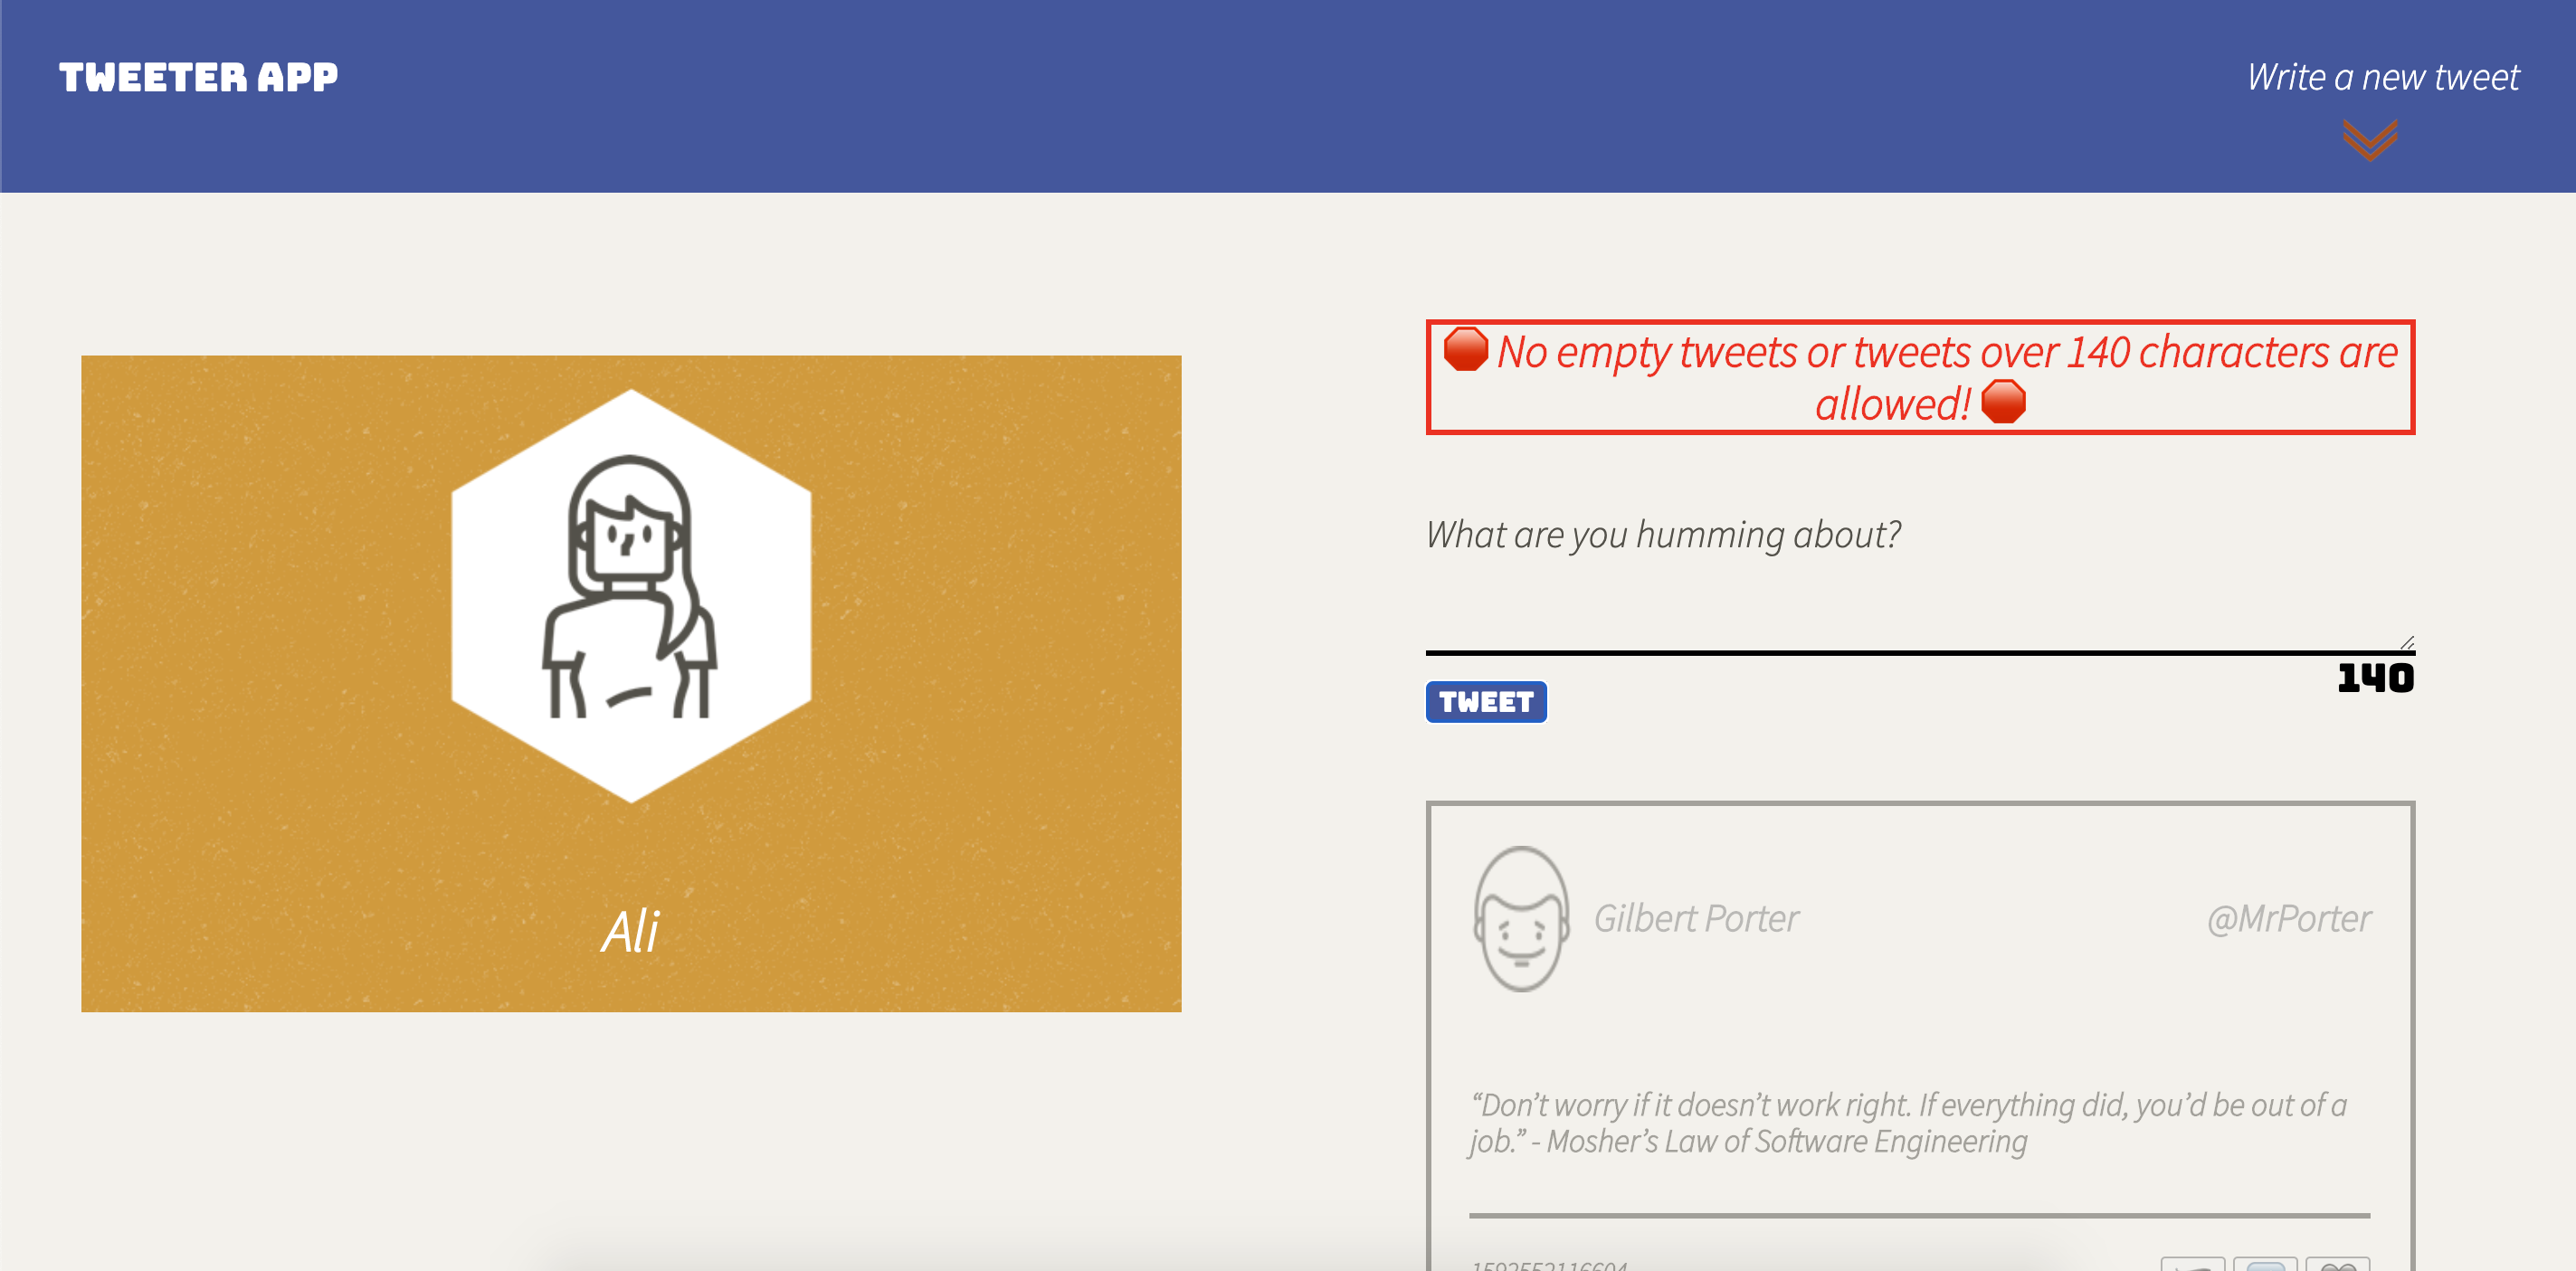 TWEETER APP
Write a new tweet
🛑 No empty tweets or tweets over 140 characters are
allowed! 🛑
What are you humming about?
140
TWEET
Ali
Gilbert Porter
@MrPorter
“Don’t worry if it doesn’t work right. If everything did, you’d be out of a
job.” - Mosher’s Law of Software Engineering